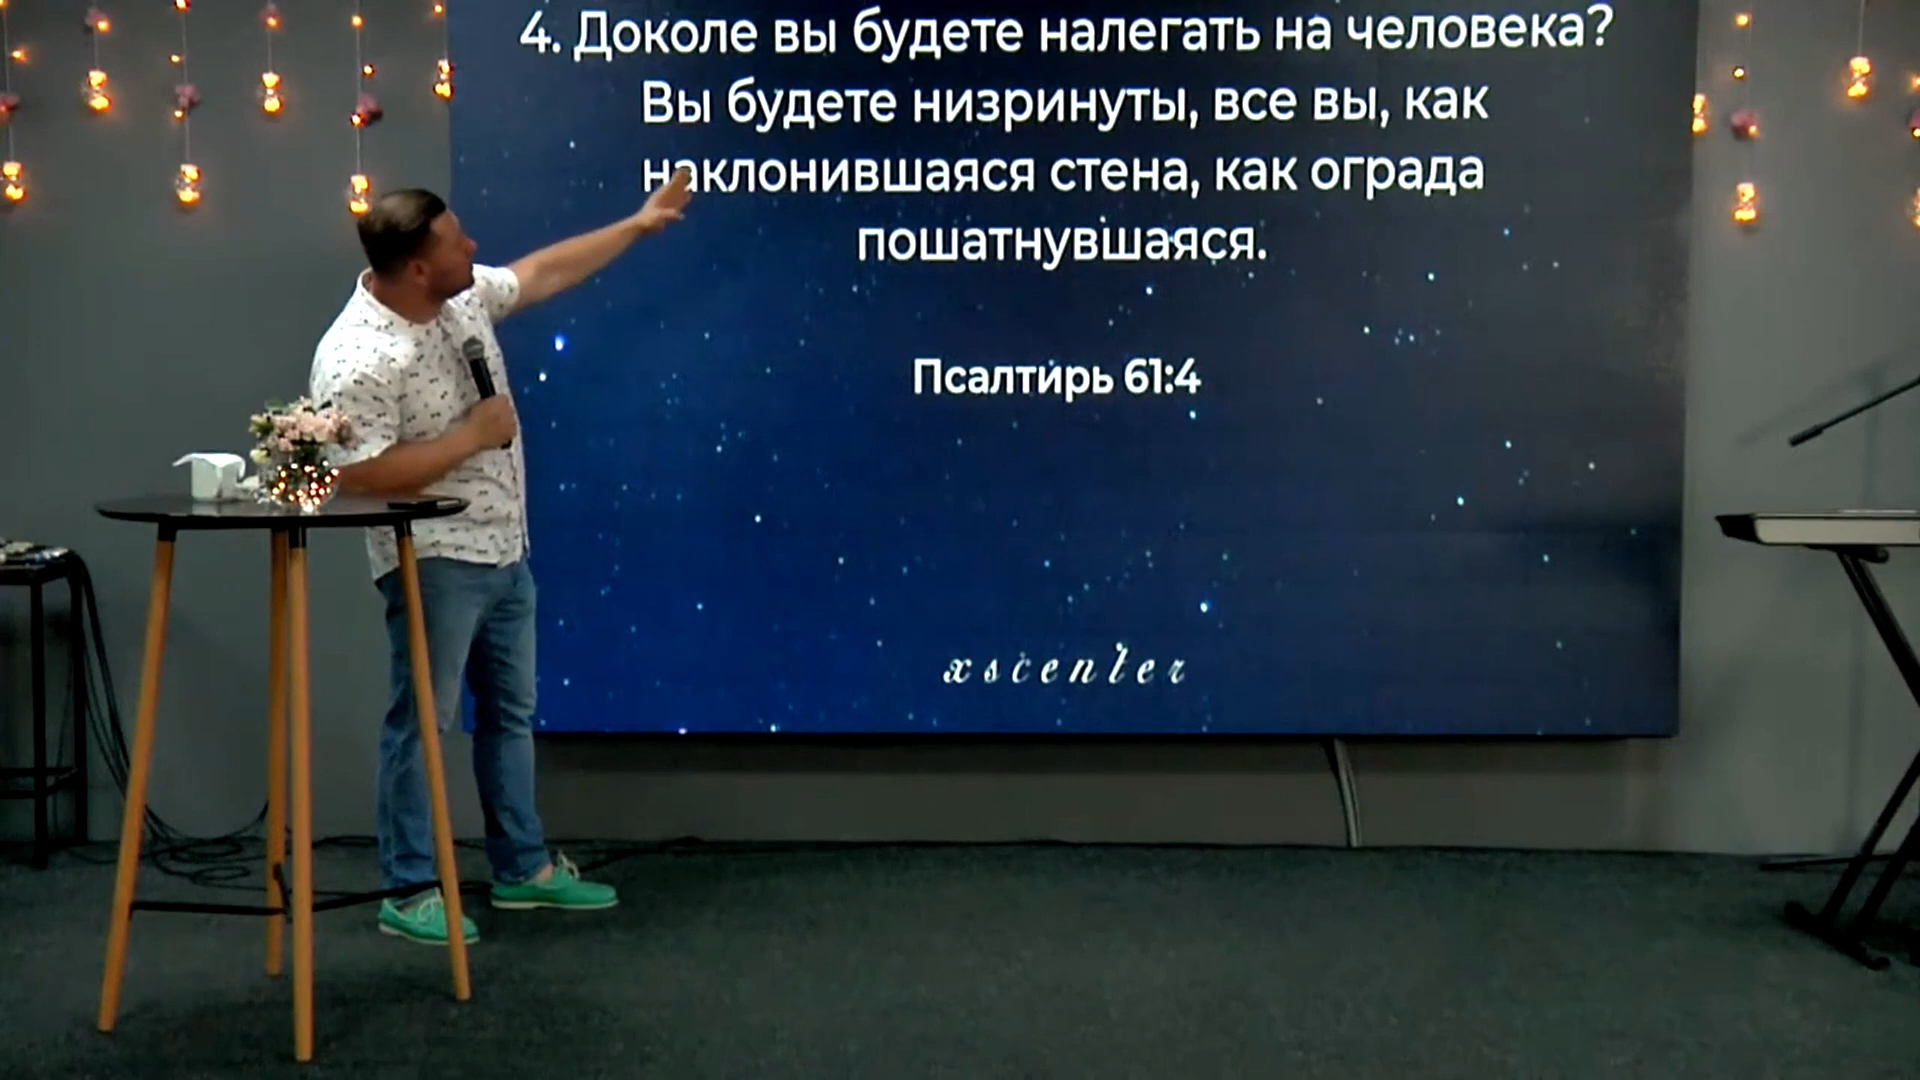 4. Доколе вы будете налегать на человека?
Вы будете низринуты, все вы, как
наклонившаяся стена, как ограда
пошатнувшаяся.
Псалтирь 61:4
xscenter